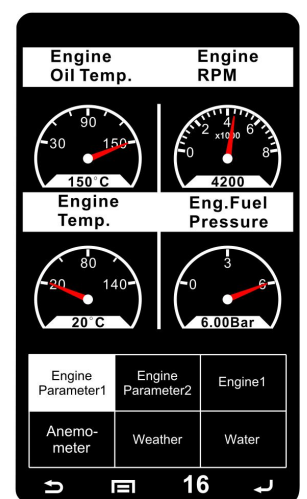 Engine
Oil Temp.
Engine
RPM
90
30
150
150°C
2
4
6
x1000
0
8
4200
Engine
Temp.
Eng.Fuel
Pressure
80
20
140
20°C
3
0
6
6.00Bar
Engine
Parameter1
Engine
Parameter2
Engine1
Anemo-
meter
Weather
Water
16